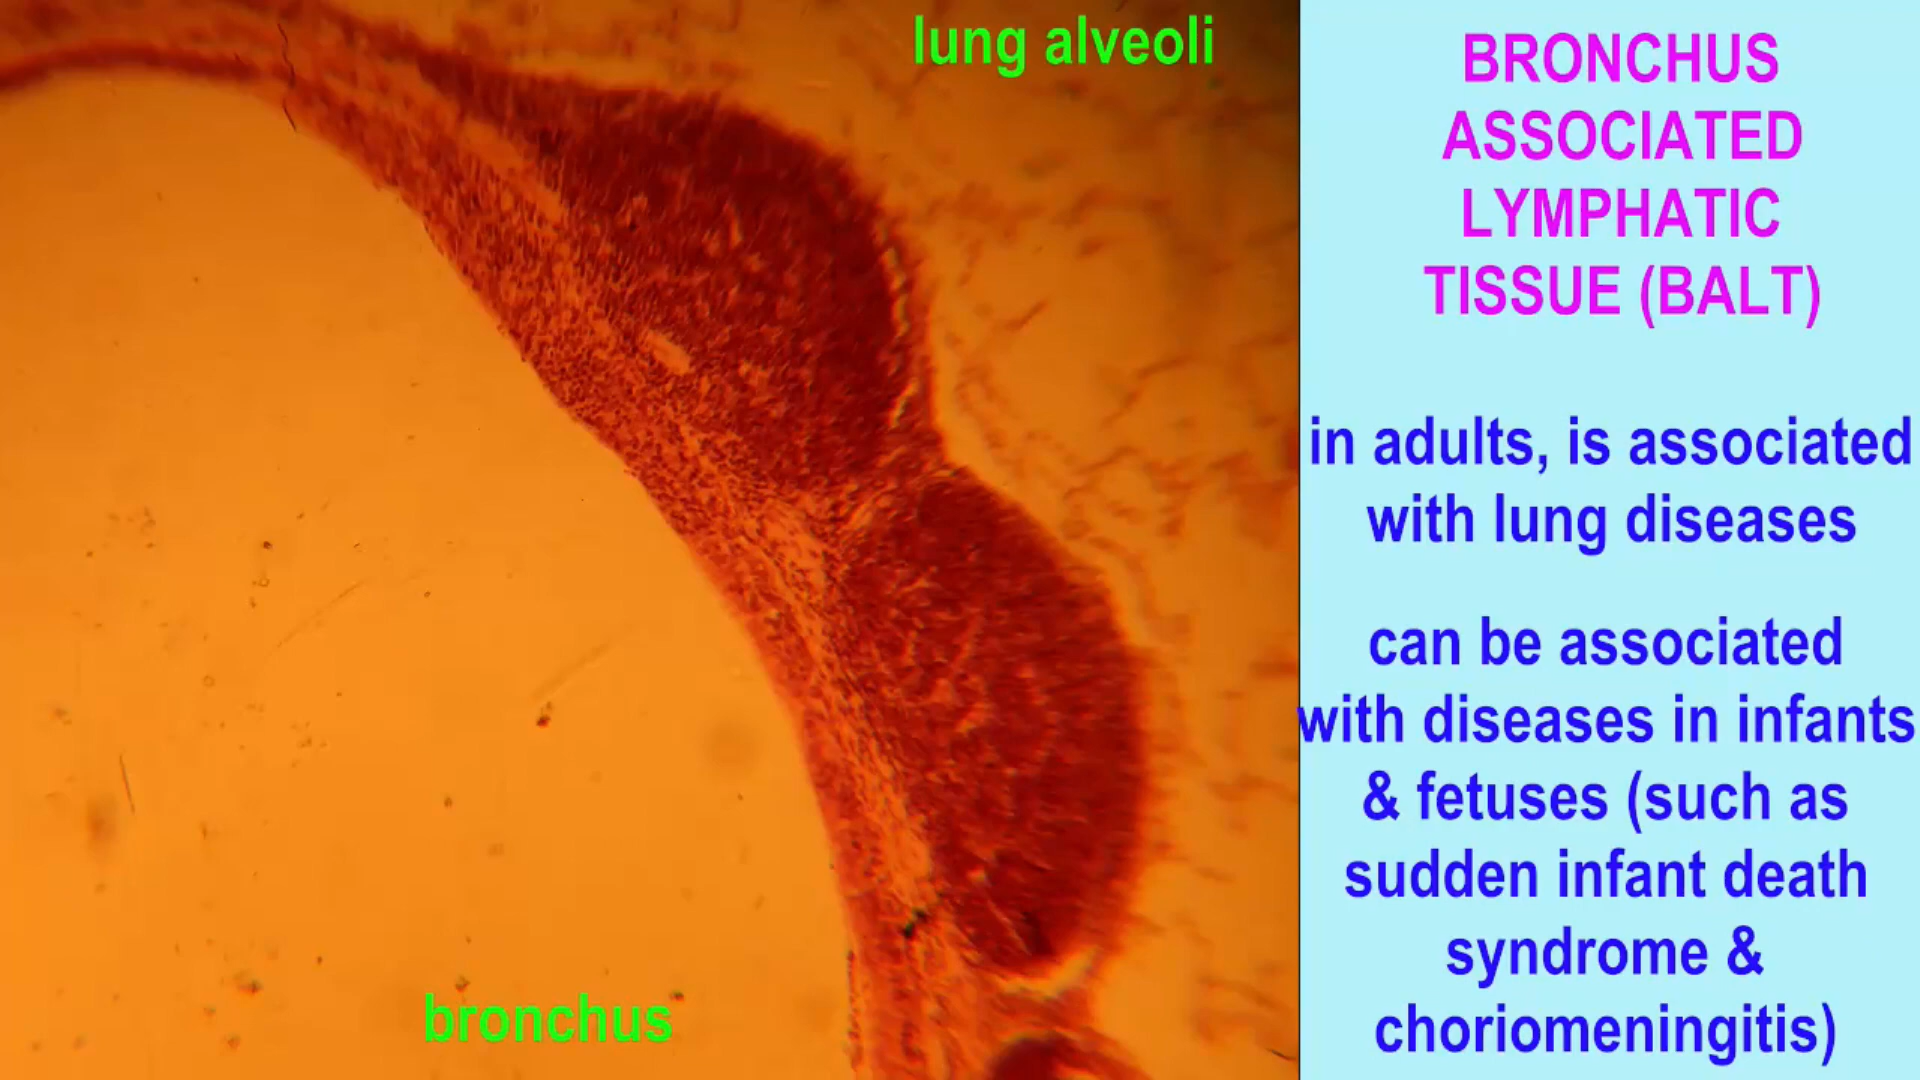 lung alveoli
bronchus
BRONCHUS
ASSOCIATED
LYMPHATIC
TISSUE (BALT)
in adults, is associated
with lung diseases
can be associated
with diseases in infants
& fetuses (such as
sudden infant death
syndrome &
choriomeningitis)